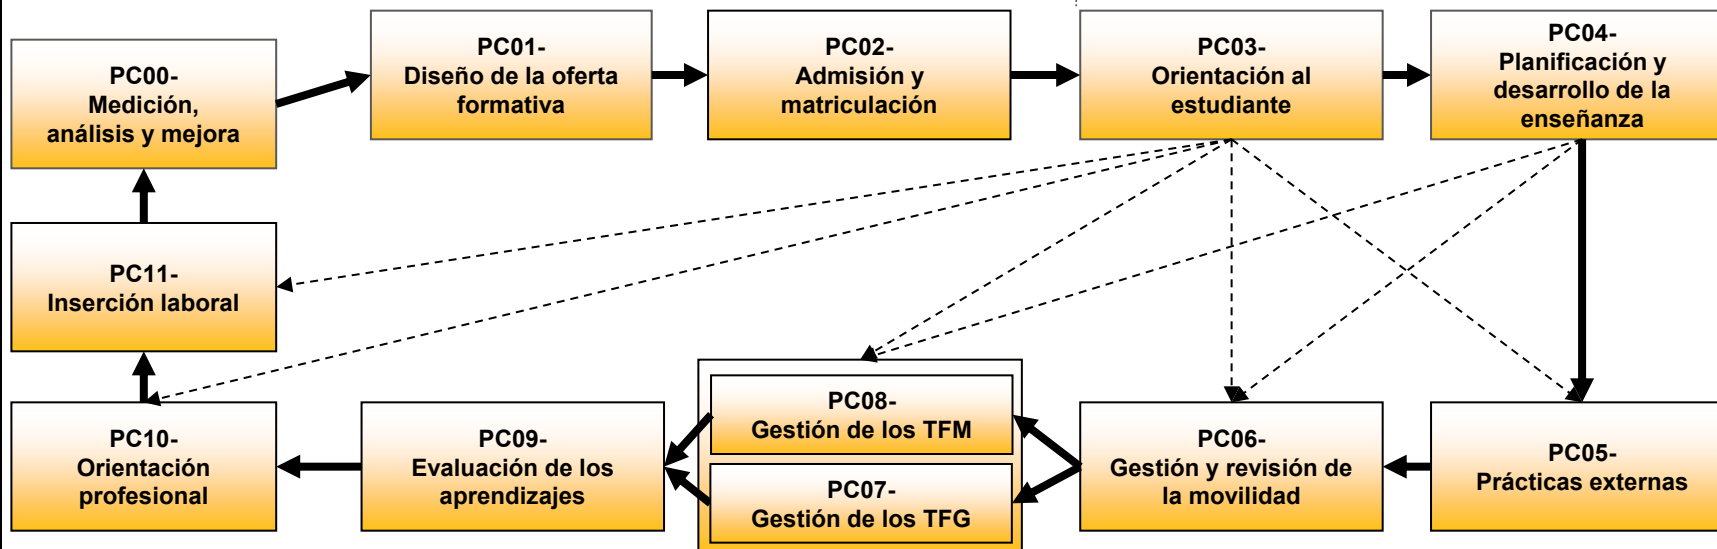 PC00-
Medición,
análisis y mejora
PC01-
Diseño de la oferta
formativa
PC02-
Admisión y
matriculación
PC03-
Orientación al
estudiante
PC04-
Planificación y
desarrollo de la
enseñanza
PC11-
Inserción laboral
PC10-
Orientación
profesional
PC09-
Evaluación de los
aprendizajes
PC08-
Gestión de los TFM
PC07-
Gestión de los TFG
PC06-
Gestión y revisión de
la movilidad
PC05-
Prácticas externas